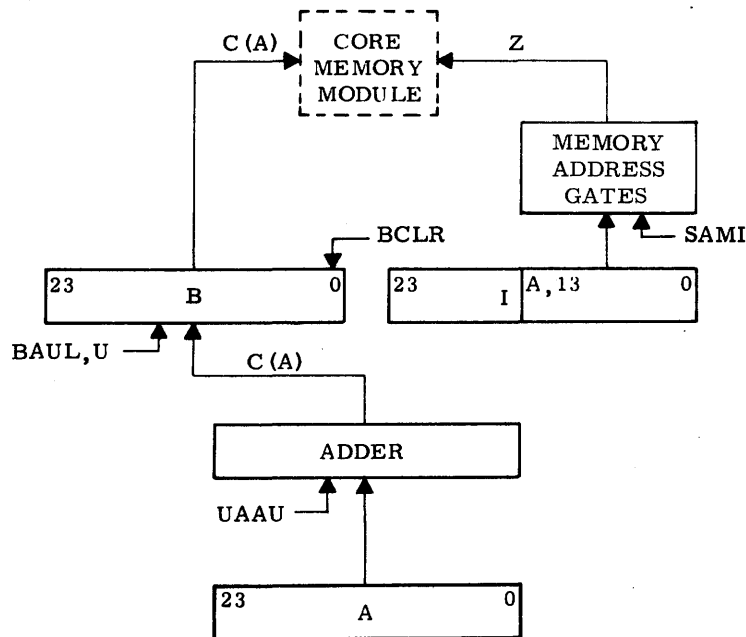 C(A)
CORE
MEMORY
MODULE
Z
MEMORY
ADDRESS
GATES
BCLR
SAMI
23 B 0
23 I A,13 0
BAUL,U
C(A)
ADDER
UAAU
23 A 0